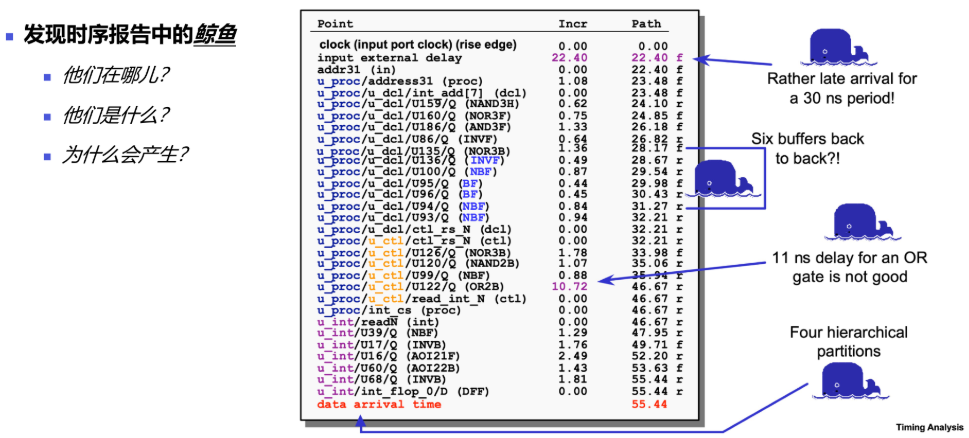 发现时序报告中的鲸鱼
他们在哪儿?
他们是什么?
为什么会产生?
Point Incr Path
clock (input port clock) (rise edge) 0.00 0.00
input external delay 22.40 22.40 f
addr31 (in) 0.00 22.40 f
u_proc/address31 (proc) 1.08 23.48 f
u_proc/u_dcl/int_add[7] (dcl) 0.00 23.48 f
u_proc/u_dcl/U159/Q (NAND3H) 0.62 24.10 r
u_proc/u_dcl/U160/Q (NOR3F) 0.75 24.85 f
u_proc/u_dcl/U186/Q (AND3F) 1.33 26.18 f
u_proc/u_dcl/U86/Q (INVF) 0.64 26.82 r
u_proc/u_dcl/U135/Q (NOR3B) 1.36 28.17 f
u_proc/u_dcl/U136/Q (INVF) 0.49 28.67 r
u_proc/u_dcl/U100/Q (NBF) 0.87 29.54 r
u_proc/u_dcl/U95/Q (BF) 0.44 29.98 f
u_proc/u_dcl/U96/Q (BF) 0.45 30.43 r
u_proc/u_dcl/U94/Q (NBF) 0.84 31.27 r
u_proc/u_dcl/U93/Q (NBF) 0.94 32.21 r
u_proc/u_dcl/ctl_rs_N (dcl) 0.00 32.21 r
u_proc/u_ctl/ctl_rs_N (ctl) 0.00 32.21 r
u_proc/u_ctl/U126/Q (NOR3B) 1.78 33.98 f
u_proc/u_ctl/U120/Q (NAND2B) 1.07 35.06 r
u_proc/u_ctl/U99/Q (NBF) 0.88 35.94 r
u_proc/u_ctl/U122/Q (OR2B) 10.72 46.67 r
u_proc/u_ctl/read_int_N (ctl) 0.00 46.67 r
u_proc/int_cs (proc) 0.00 46.67 r
u_int/readN (int) 0.00 46.67 r
u_int/U39/Q (NBF) 1.29 47.95 r
u_int/U17/Q (INVB) 1.76 49.71 f
u_int/U16/Q (AOI21F) 2.49 52.20 r
u_int/U60/Q (AOI22B) 1.43 53.63 f
u_int/U68/Q (INVB) 1.81 55.44 r
u_int/int_flop_0/D (DFF) 0.00 55.44 r
data arrival time 55.44
Rather late arrival for
a 30 ns period!
Six buffers back
to back?!
11 ns delay for an OR
gate is not good
Four hierarchical
partitions
Timing Analysis